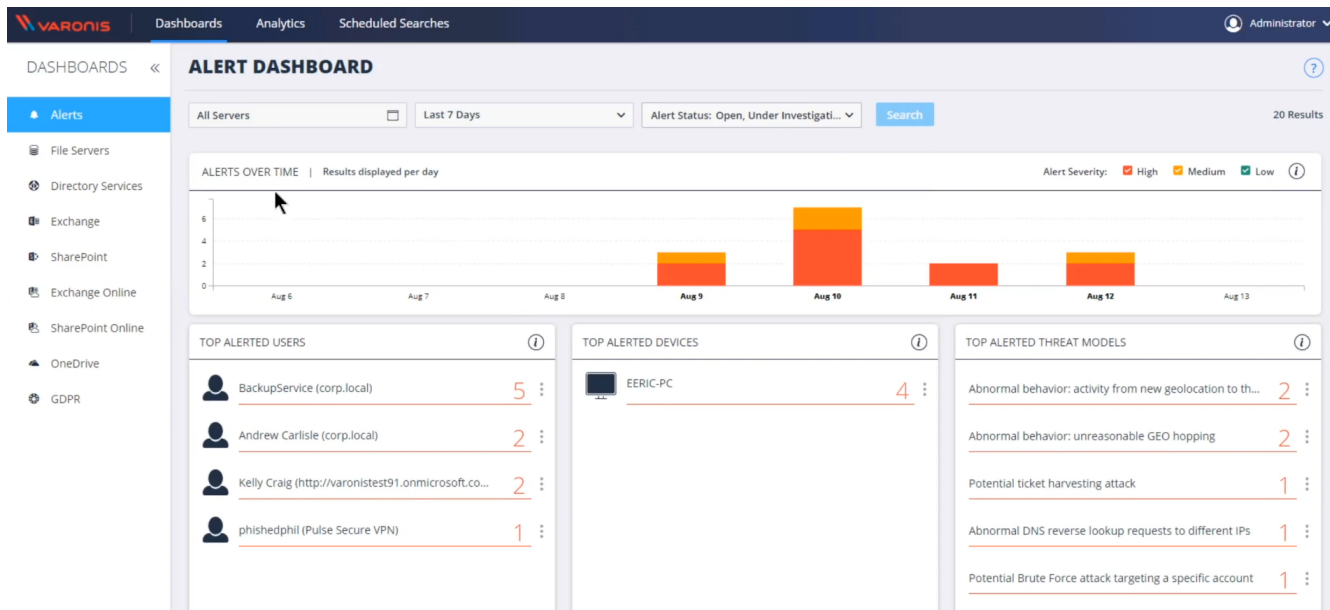 VARONIS
Dashboards
Analytics
Scheduled Searches
Administrator
DASHBOARDS «
ALERT DASHBOARD
?
Alerts
File Servers
Directory Services
Exchange
SharePoint
Exchange Online
SharePoint Online
OneDrive
GDPR
All Servers
Last 7 Days
Alert Status: Open, Under Investigati...
Search
20 Results
ALERTS OVER TIME | Results displayed per day
Alert Severity: High Medium Low i
6
4
2
0
Aug 6 Aug 7 Aug 8 Aug 9 Aug 10 Aug 11 Aug 12 Aug 13
TOP ALERTED USERS i
BackupService (corp.local) 5
Andrew Carlisle (corp.local) 2
Kelly Craig (http://varonistest91.onmicrosoft.co... 2
phishedphil (Pulse Secure VPN) 1
TOP ALERTED DEVICES i
EERIC-PC 4
TOP ALERTED THREAT MODELS i
Abnormal behavior: activity from new geolocation to th... 2
Abnormal behavior: unreasonable GEO hopping 2
Potential ticket harvesting attack 1
Abnormal DNS reverse lookup requests to different IPs 1
Potential Brute Force attack targeting a specific account 1